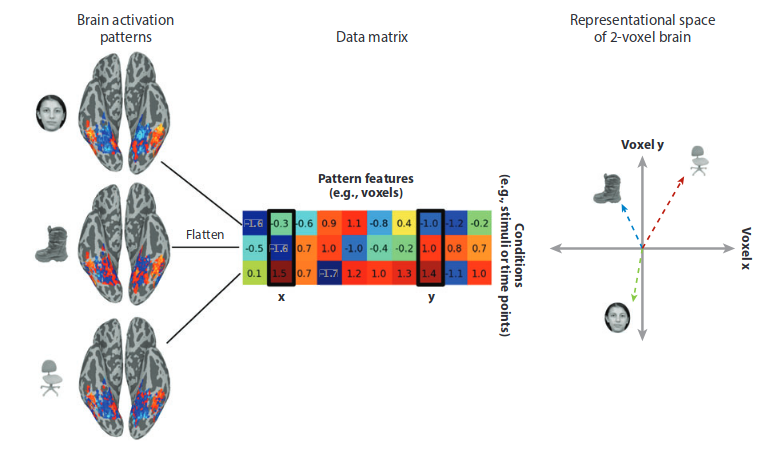 Brain activation
patterns
Data matrix
Representational space
of 2-voxel brain
Pattern features
(e.g., voxels)
Flatten
-1.6 -0.3 -0.6 0.9 1.1 -0.8 0.4 -1.0 -1.2 -0.2
-0.5 -1.6 0.7 1.0 -1.0 -0.4 -0.2 1.0 0.8 0.7
0.1 1.5 0.7 -1.7 1.2 1.0 1.3 1.4 -1.1 1.0
x
y
Conditions
(e.g., stimuli or time points)
Voxel y
Voxel x